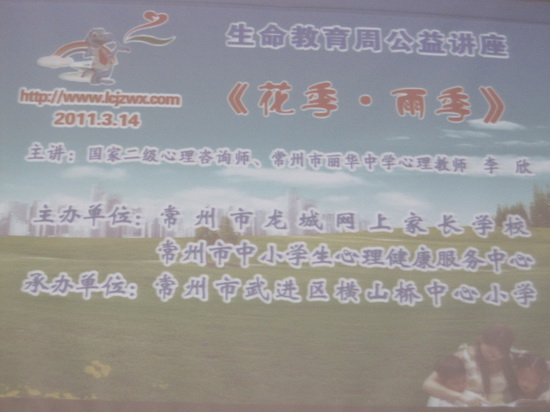 生命教育周公益讲座
http://www.lcjzwx.com
2011.3.14
《花季·雨季》
主讲：国家二级心理咨询师、常州市丽华中学心理教师 李 欣
主办单位：常州市龙城网上家长学校
常州市中小学生心理健康服务中心
承办单位：常州市武进区横山桥中心小学